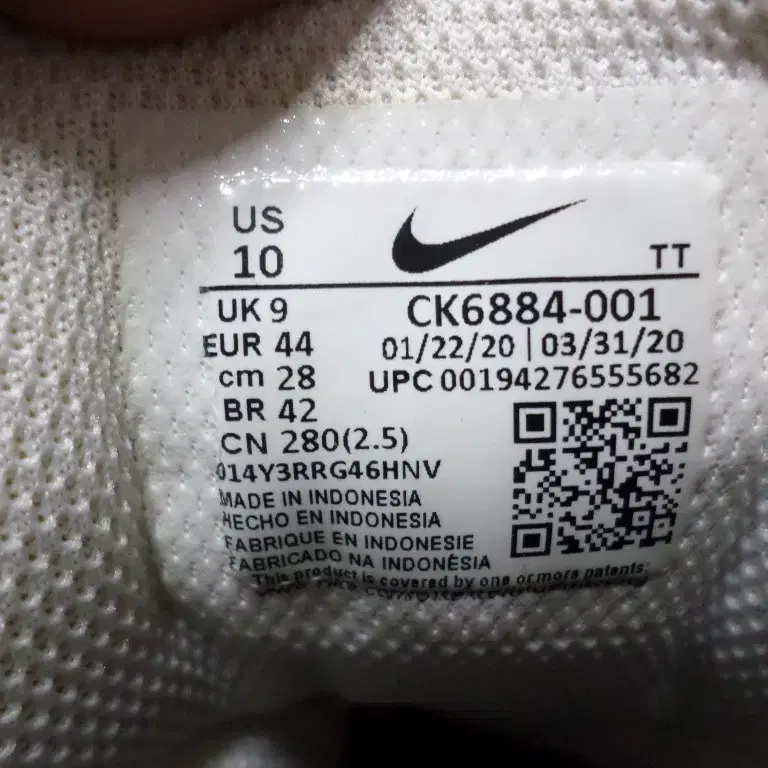 US
10
TT
UK 9
CK6884-001
EUR 44
01/22/20 | 03/31/20
cm 28
UPC 00194276555682
BR 42
CN 280(2.5)
014Y3RRG46HNV
MADE IN INDONESIA
HECHO EN INDONESIA
FABRIQUE EN INDONESIE
FABRICADO NA INDONÉSIA
This product is covered by one or more patents: